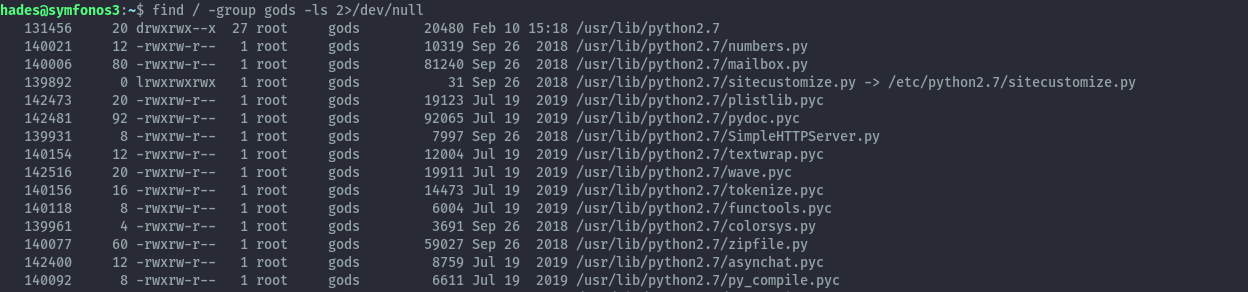 hades@symfonos3:~$ find / -group gods -ls 2>/dev/null
131456 20 drwxrwx--x 27 root gods 20480 Feb 10 15:18 /usr/lib/python2.7
140021 12 -rwxrw-r-- 1 root gods 10319 Sep 26 2018 /usr/lib/python2.7/numbers.py
140006 80 -rwxrw-r-- 1 root gods 81240 Sep 26 2018 /usr/lib/python2.7/mailbox.py
139892 0 lrwxrwxrwx 1 root gods 31 Sep 26 2018 /usr/lib/python2.7/sitecustomize.py -> /etc/python2.7/sitecustomize.py
142473 20 -rwxrw-r-- 1 root gods 19123 Jul 19 2019 /usr/lib/python2.7/plistlib.pyc
142481 92 -rwxrw-r-- 1 root gods 92065 Jul 19 2019 /usr/lib/python2.7/pydoc.pyc
139931 8 -rwxrw-r-- 1 root gods 7997 Sep 26 2018 /usr/lib/python2.7/SimpleHTTPServer.py
140154 12 -rwxrw-r-- 1 root gods 12004 Jul 19 2019 /usr/lib/python2.7/textwrap.pyc
142516 20 -rwxrw-r-- 1 root gods 19911 Jul 19 2019 /usr/lib/python2.7/wave.pyc
140156 16 -rwxrw-r-- 1 root gods 14473 Jul 19 2019 /usr/lib/python2.7/tokenize.pyc
140118 8 -rwxrw-r-- 1 root gods 6004 Jul 19 2019 /usr/lib/python2.7/functools.pyc
139961 4 -rwxrw-r-- 1 root gods 3691 Sep 26 2018 /usr/lib/python2.7/colorsys.py
140077 60 -rwxrw-r-- 1 root gods 59027 Sep 26 2018 /usr/lib/python2.7/zipfile.py
142400 12 -rwxrw-r-- 1 root gods 8759 Jul 19 2019 /usr/lib/python2.7/asynchat.pyc
140092 8 -rwxrw-r-- 1 root gods 6611 Jul 19 2019 /usr/lib/python2.7/py_compile.pyc